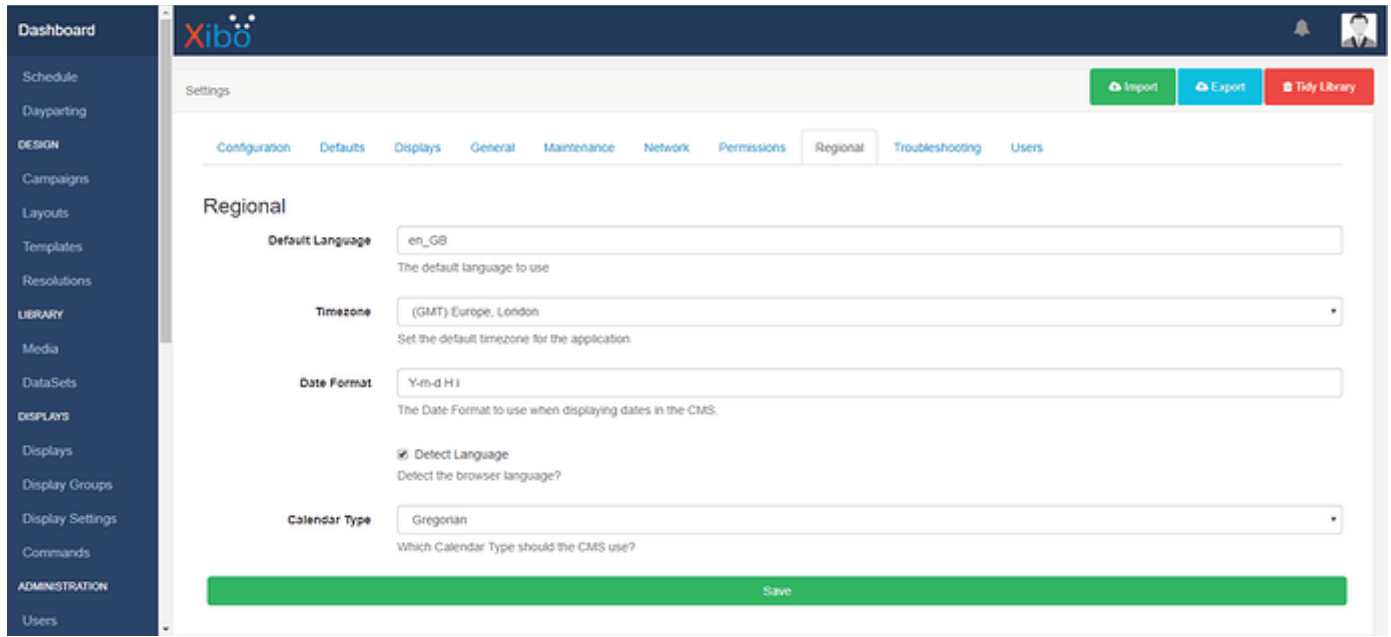 Dashboard
Schedule
Dayparting
DESIGN
Campaigns
Layouts
Templates
Resolutions
LIBRARY
Media
DataSets
DISPLAYS
Displays
Display Groups
Display Settings
Commands
ADMINISTRATION
Users
Xibo
Settings
Import Export Tidy Library
Configuration Defaults Displays General Maintenance Network Permissions Regional Troubleshooting Users
Regional
Default Language en_GB
The default language to use
Timezone (GMT) Europe, London
Set the default timezone for the application
Date Format Y-m-d H:i
The Date Format to use when displaying dates in the CMS.
Detect Language
Detect the browser language?
Calendar Type Gregorian
Which Calendar Type should the CMS use?
Save